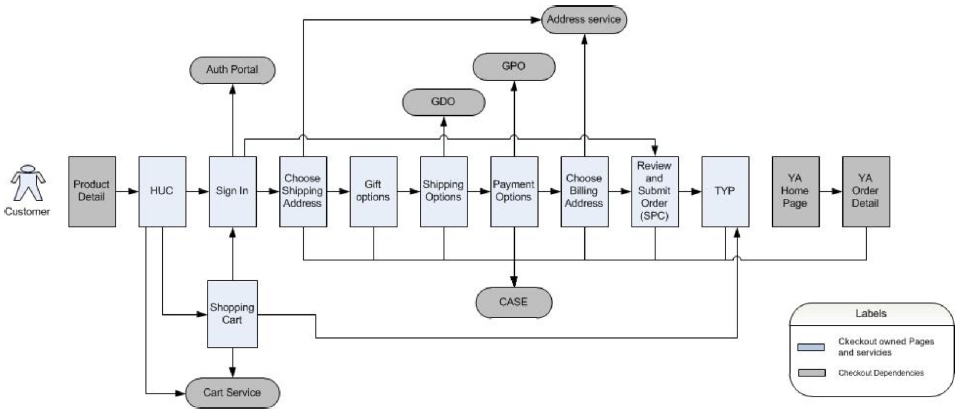 Address service
GPO
Auth Portal
GDO
Customer
Product
Detail
HUC
Sign In
Choose
Shipping
Address
Gift
options
Shipping
Options
Payment
Options
Choose
Billing
Address
Review
and
Submit
Order
(SPC)
TYP
YA
Home
Page
YA
Order
Detail
Shopping
Cart
CASE
Cart Service
Labels
Ckeckout owned Pages
and servicies
Checkout Dependencies